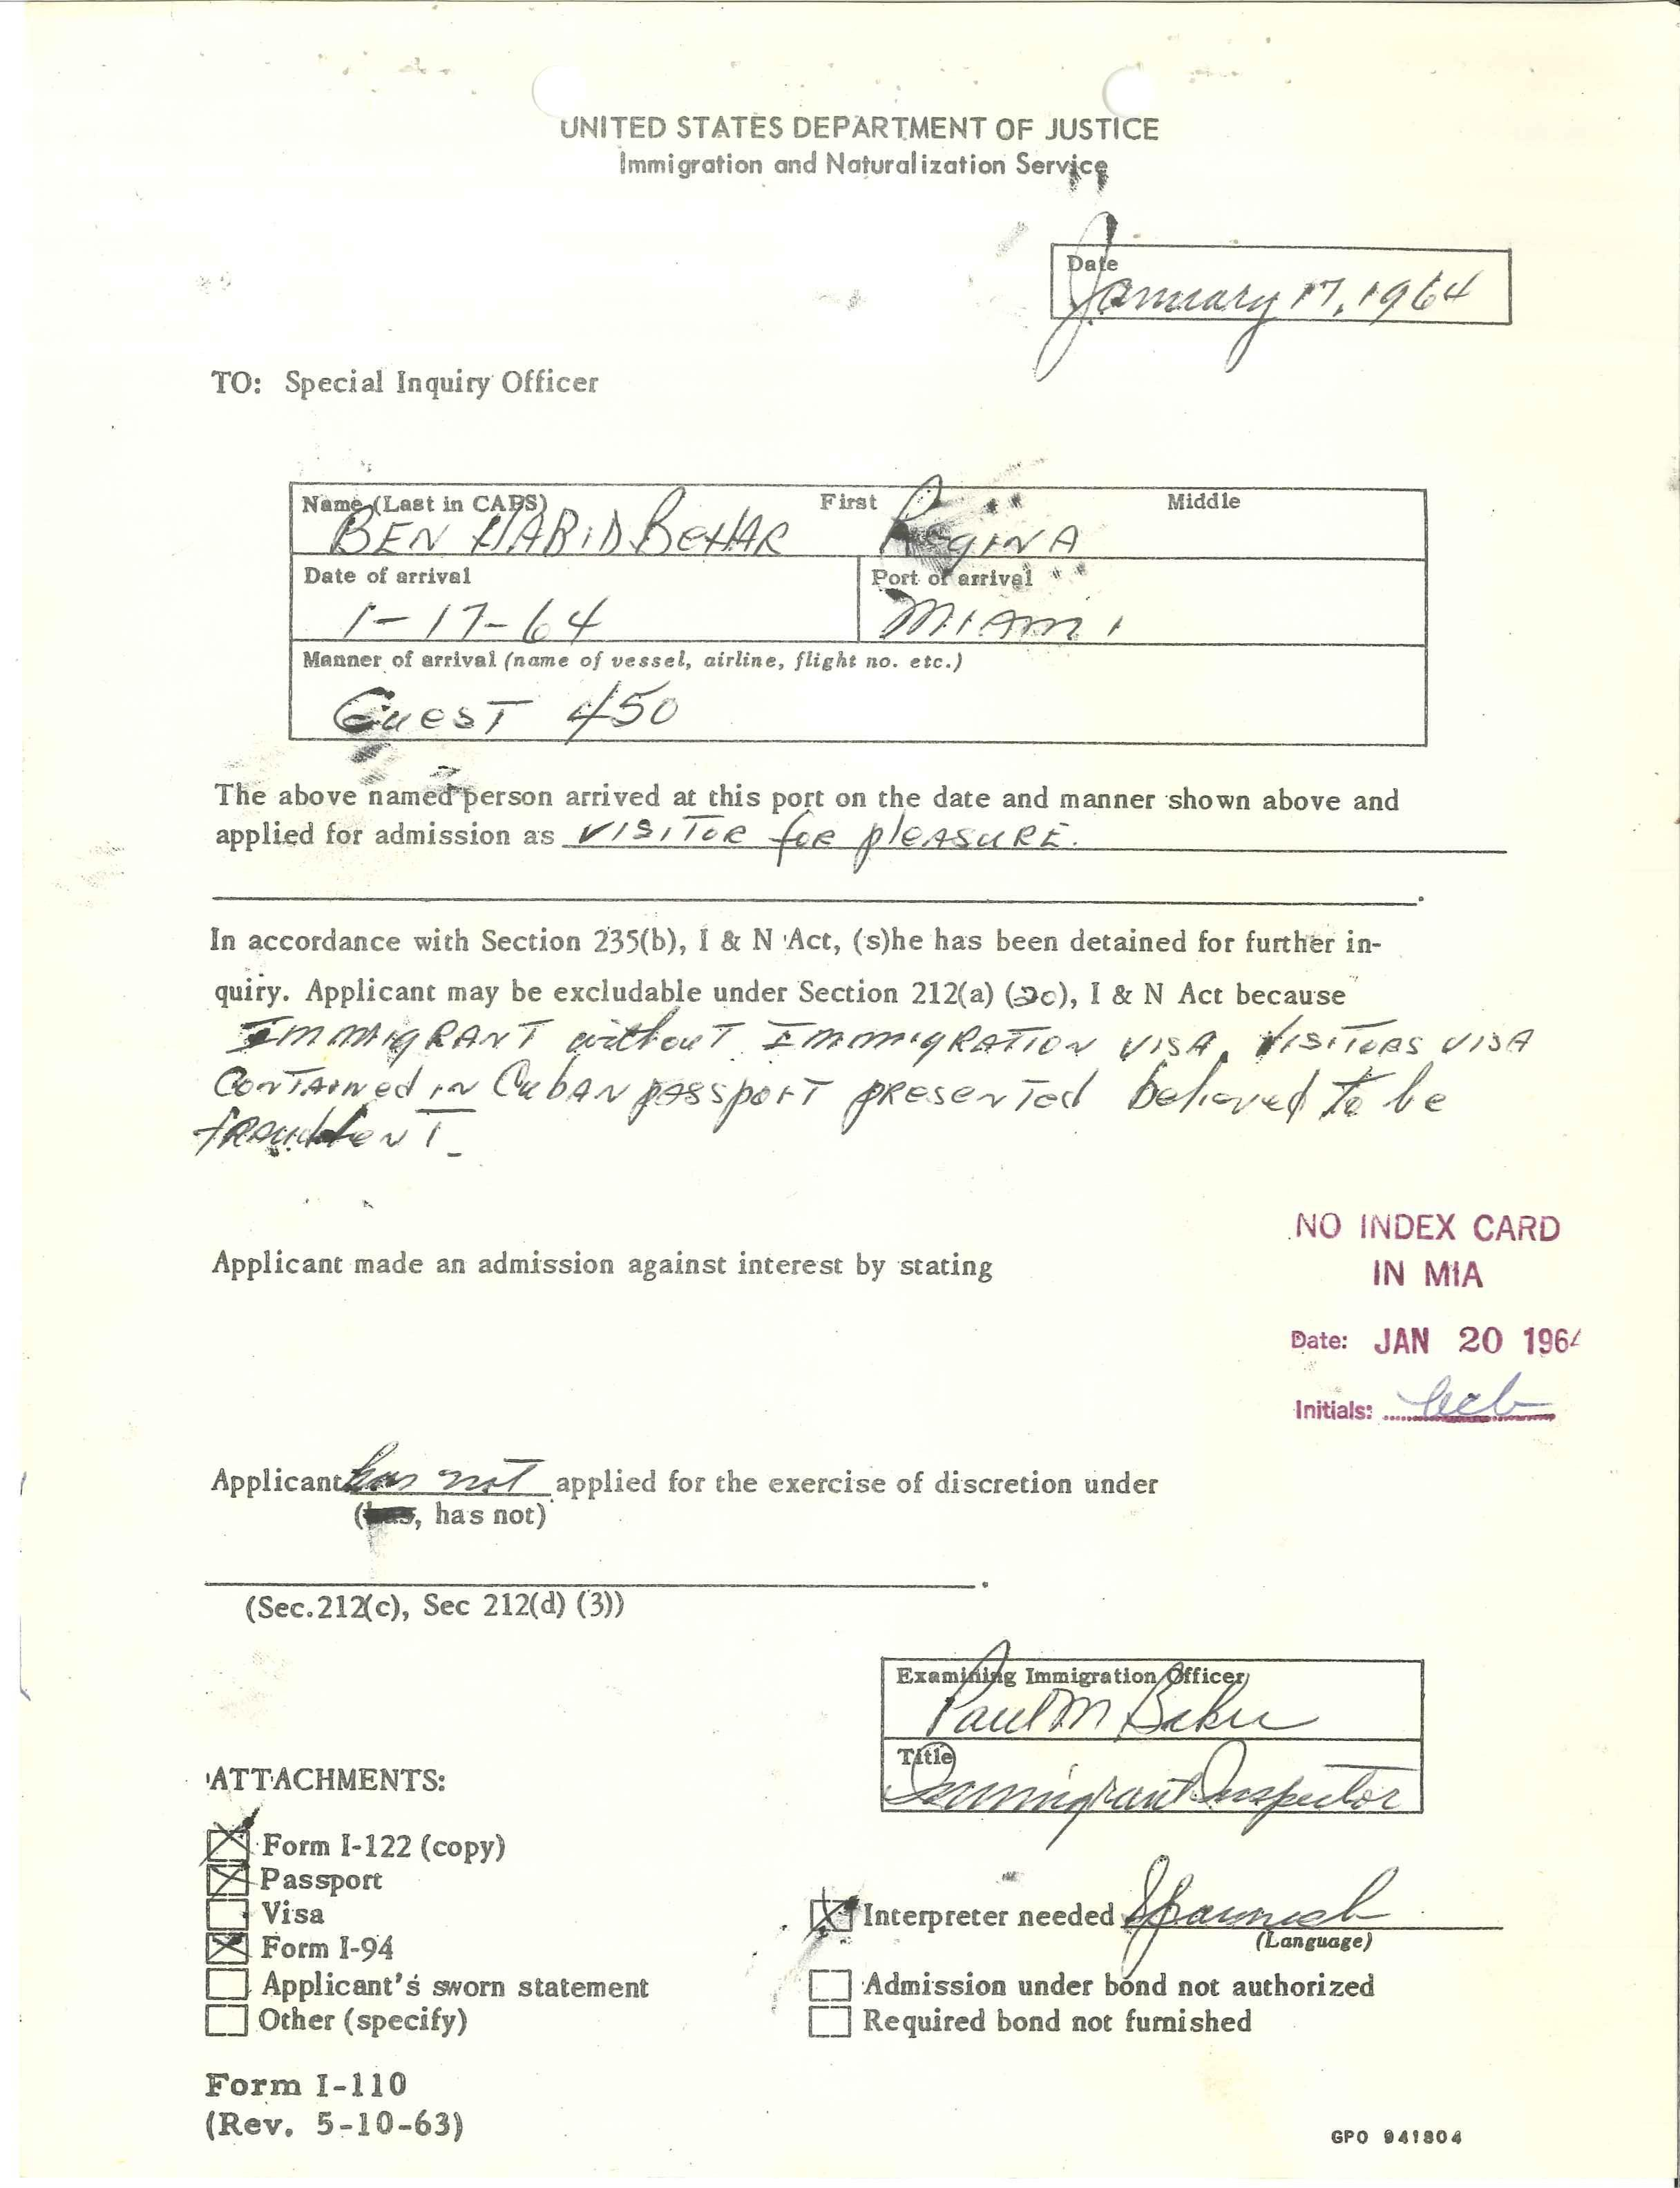 UNITED STATES DEPARTMENT OF JUSTICE
Immigration and Naturalization Service
Date
January 17, 1964
TO: Special Inquiry Officer
Name (Last in CAPS) First Middle
BEN HABiD BeHAR ReginA
Date of arrival Port of arrival
1-17-64 Miami
Manner of arrival (name of vessel, airline, flight no. etc.)
Guest 450
The above named person arrived at this port on the date and manner shown above and
applied for admission as VISITOR for pleASURE.
In accordance with Section 235(b), I & N Act, (s)he has been detained for further in-
quiry. Applicant may be excludable under Section 212(a) (20), I & N Act because
ImmigRANT without ImmigRATION VISA. VISITORS VISA
ConTAined in CubAN passport presenTed believed to be
fRAudulenT
NO INDEX CARD
IN MIA
Applicant made an admission against interest by stating
Date: JAN 20 1964
Initials:
Applicant has not applied for the exercise of discretion under
(has, has not)
(Sec.212(c), Sec 212(d) (3))
Examining Immigration Officer
Paul M Baker
Title
Immigrant Inspector
ATTACHMENTS:
Form I-122 (copy)
Passport
Visa
Interpreter needed Spanish
(Language)
Form I-94
Applicant's sworn statement
Admission under bond not authorized
Other (specify)
Required bond not furnished
Form I-110
(Rev. 5-10-63)
GPO 941804